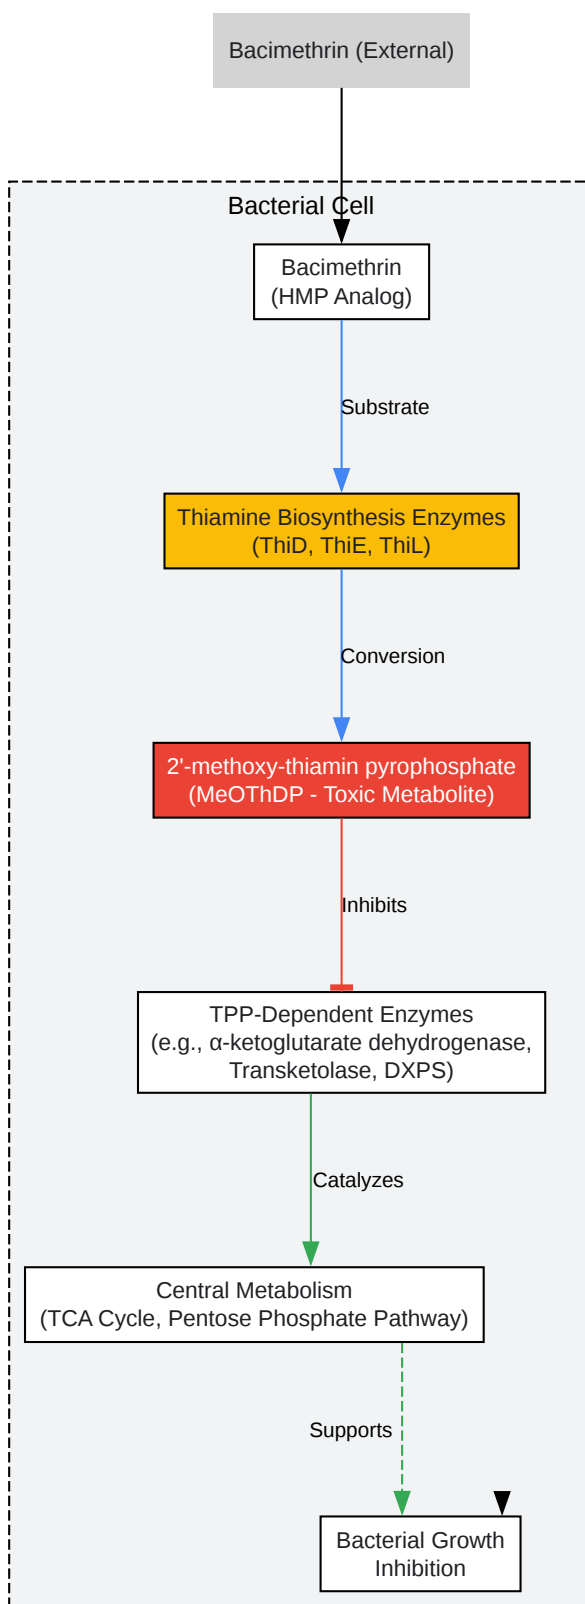 Bacimethrin (External)
Bacterial Cell
Bacimethrin
(HMP Analog)
Substrate
Thiamine Biosynthesis Enzymes
(ThiD, ThiE, ThiL)
Conversion
2'-methoxy-thiamin pyrophosphate
(MeOThDP - Toxic Metabolite)
Inhibits
TPP-Dependent Enzymes
(e.g., α-ketoglutarate dehydrogenase,
Transketolase, DXPS)
Catalyzes
Central Metabolism
(TCA Cycle, Pentose Phosphate Pathway)
Supports
Bacterial Growth
Inhibition